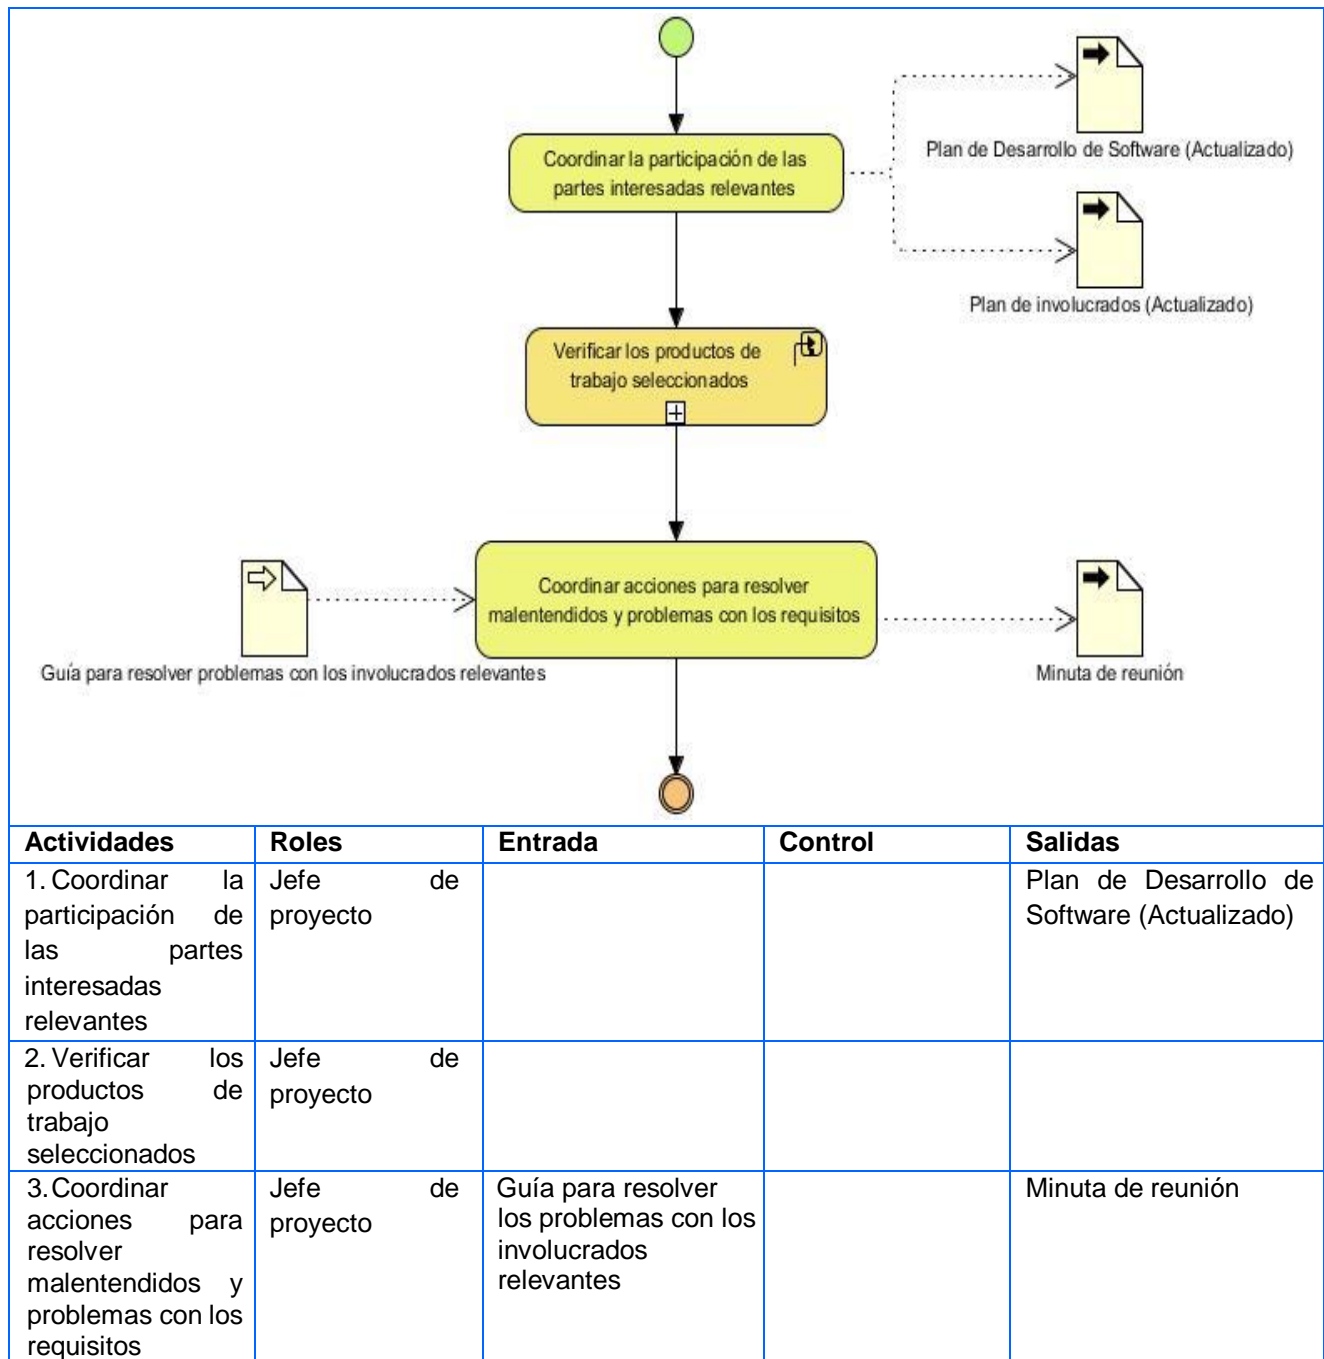 Coordinar la participación de las
partes interesadas relevantes
Plan de Desarrollo de Software (Actualizado)
Plan de involucrados (Actualizado)
Verificar los productos de
trabajo seleccionados
Coordinar acciones para resolver
malentendidos y problemas con los requisitos
Guía para resolver problemas con los involucrados relevantes
Minuta de reunión
Actividades Roles Entrada Control Salidas
1. Coordinar la
participación de
las partes
interesadas
relevantes
Jefe de
proyecto
Plan de Desarrollo de
Software (Actualizado)
2. Verificar los
productos de
trabajo
seleccionados
Jefe de
proyecto
3. Coordinar
acciones para
resolver
malentendidos y
problemas con los
requisitos
Jefe de
proyecto
Guía para resolver
los problemas con los
involucrados
relevantes
Minuta de reunión